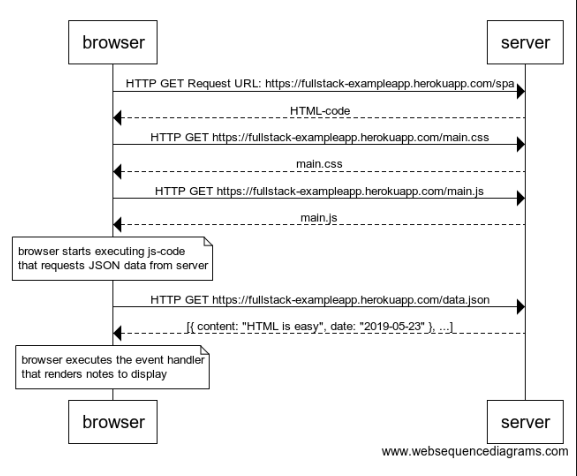 browser
server
HTTP GET Request URL: https://fullstack-exampleapp.herokuapp.com/spa
HTML-code
HTTP GET https://fullstack-exampleapp.herokuapp.com/main.css
main.css
HTTP GET https://fullstack-exampleapp.herokuapp.com/main.js
main.js
browser starts executing js-code
that requests JSON data from server
HTTP GET https://fullstack-exampleapp.herokuapp.com/data.json
[{ content: "HTML is easy", date: "2019-05-23" }, ...]
browser executes the event handler
that renders notes to display
browser
server
www.websequencediagrams.com